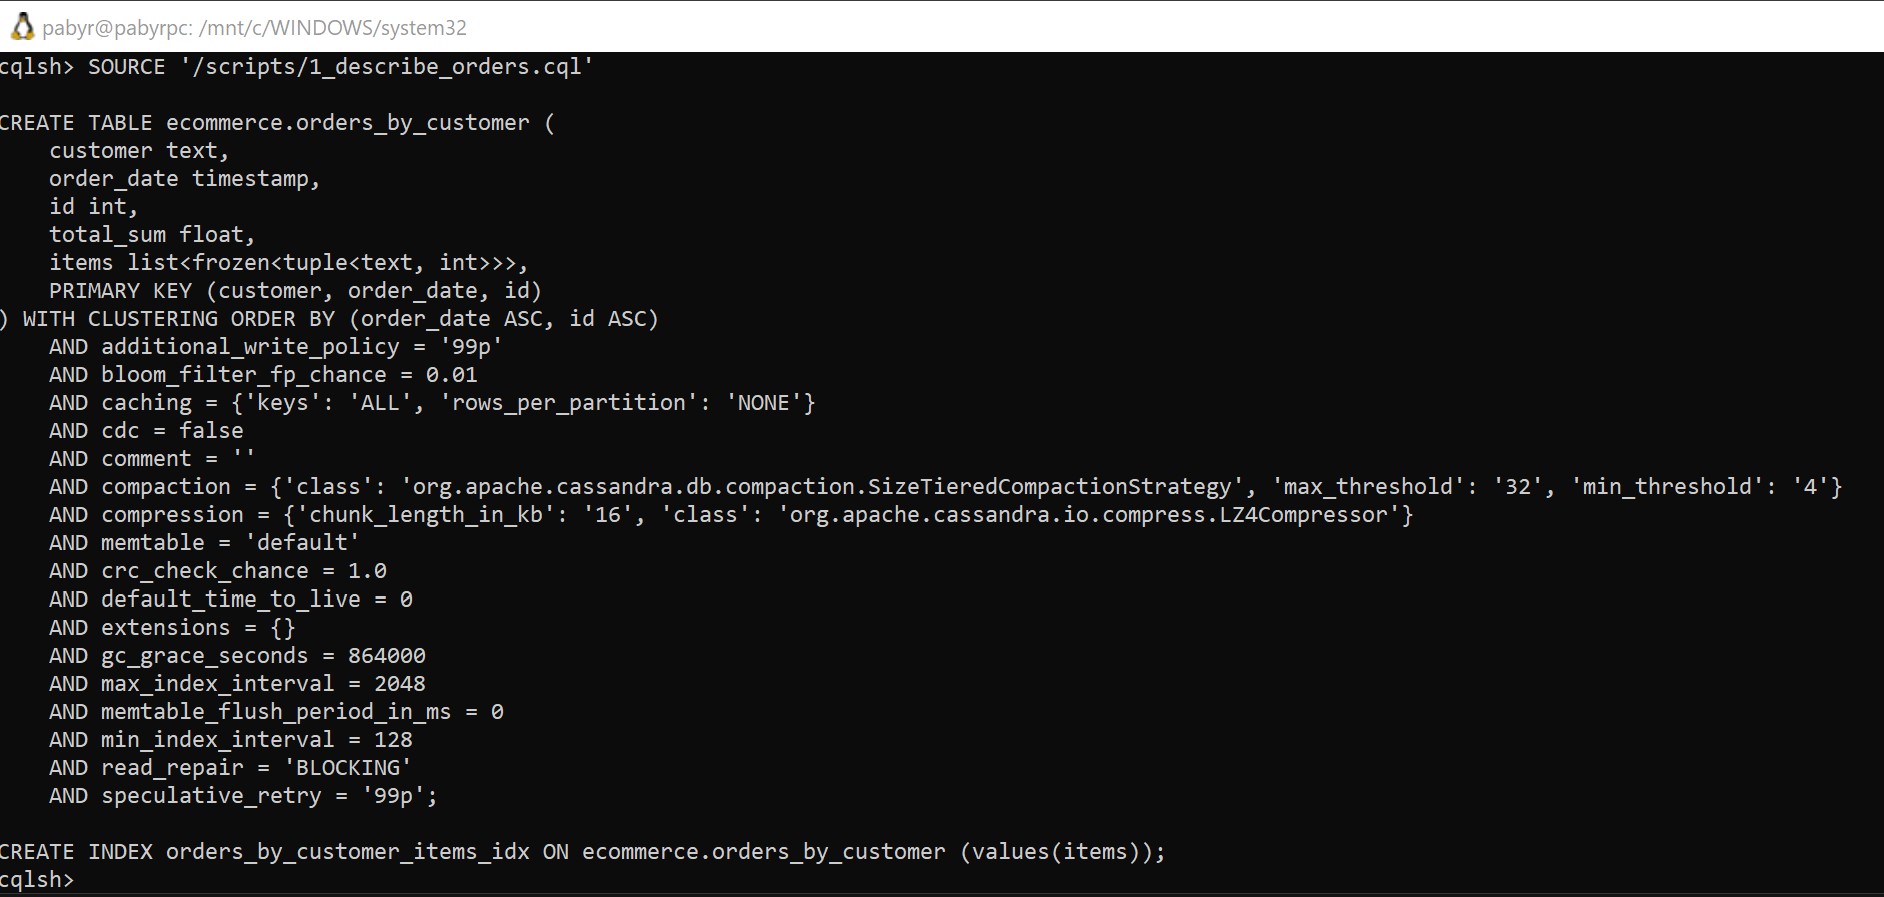 pabyr@pabyrpc: /mnt/c/WINDOWS/system32
cqlsh> SOURCE '/scripts/1_describe_orders.cql'
CREATE TABLE ecommerce.orders_by_customer (
    customer text,
    order_date timestamp,
    id int,
    total_sum float,
    items list<frozen<tuple<text, int>>>,
    PRIMARY KEY (customer, order_date, id)
) WITH CLUSTERING ORDER BY (order_date ASC, id ASC)
    AND additional_write_policy = '99p'
    AND bloom_filter_fp_chance = 0.01
    AND caching = {'keys': 'ALL', 'rows_per_partition': 'NONE'}
    AND cdc = false
    AND comment = ''
    AND compaction = {'class': 'org.apache.cassandra.db.compaction.SizeTieredCompactionStrategy', 'max_threshold': '32', 'min_threshold': '4'}
    AND compression = {'chunk_length_in_kb': '16', 'class': 'org.apache.cassandra.io.compress.LZ4Compressor'}
    AND memtable = 'default'
    AND crc_check_chance = 1.0
    AND default_time_to_live = 0
    AND extensions = {}
    AND gc_grace_seconds = 864000
    AND max_index_interval = 2048
    AND memtable_flush_period_in_ms = 0
    AND min_index_interval = 128
    AND read_repair = 'BLOCKING'
    AND speculative_retry = '99p';
CREATE INDEX orders_by_customer_items_idx ON ecommerce.orders_by_customer (values(items));
cqlsh>